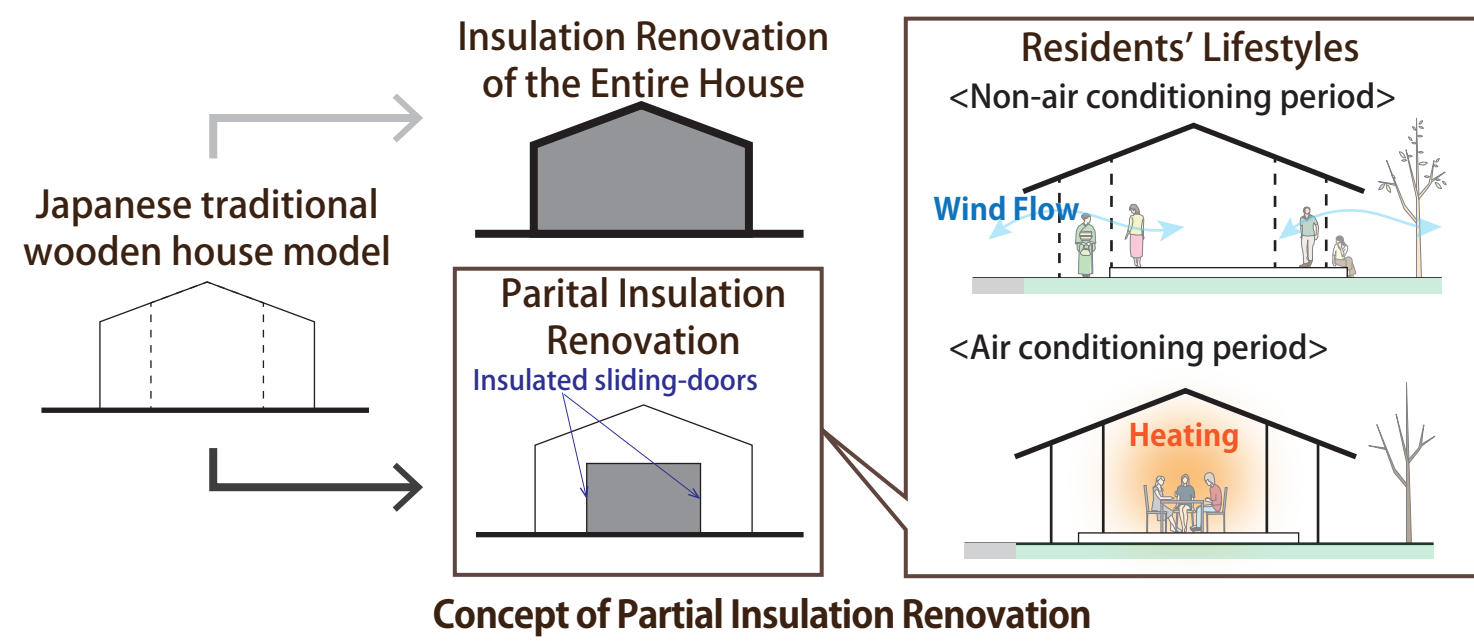 Japanese traditional
wooden house model
Insulation Renovation
of the Entire House
Parital Insulation
Renovation
Insulated sliding-doors
Residents’ Lifestyles
<Non-air conditioning period>
Wind Flow
<Air conditioning period>
Heating
Concept of Partial Insulation Renovation